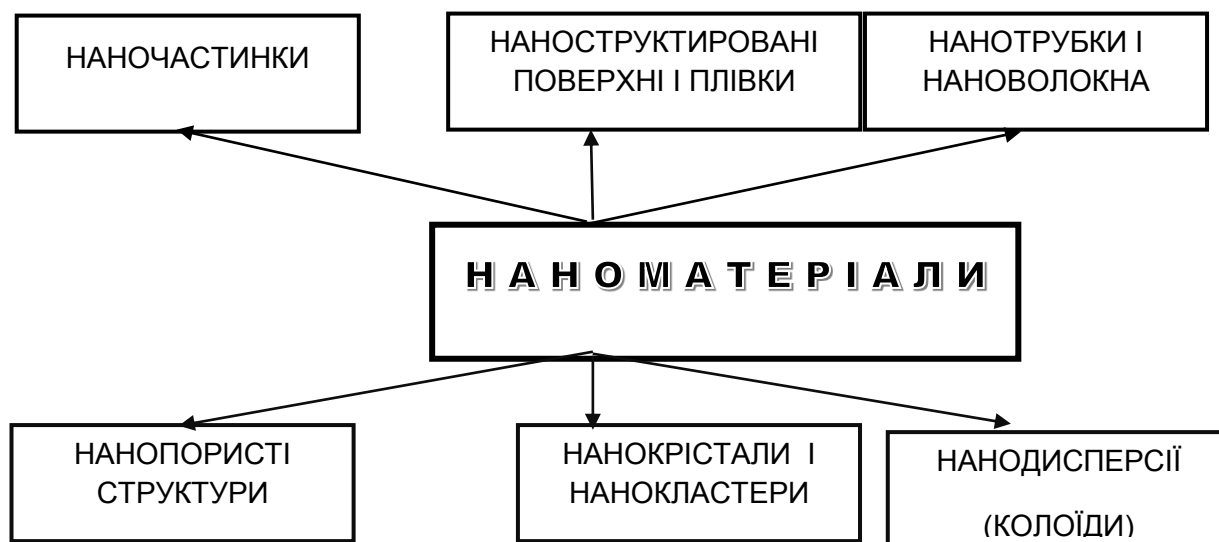 НАНОЧАСТИНКИ
НАНОСТРУКТИРОВАНІ
ПОВЕРХНІ І ПЛІВКИ
НАНОТРУБКИ І
НАНОВОЛОКНА
Н А Н О М А Т Е Р І А Л И
НАНОПОРИСТІ
СТРУКТУРИ
НАНОКРІСТАЛИ І
НАНОКЛАСТЕРИ
НАНОДИСПЕРСІЇ
(КОЛОЇДИ)